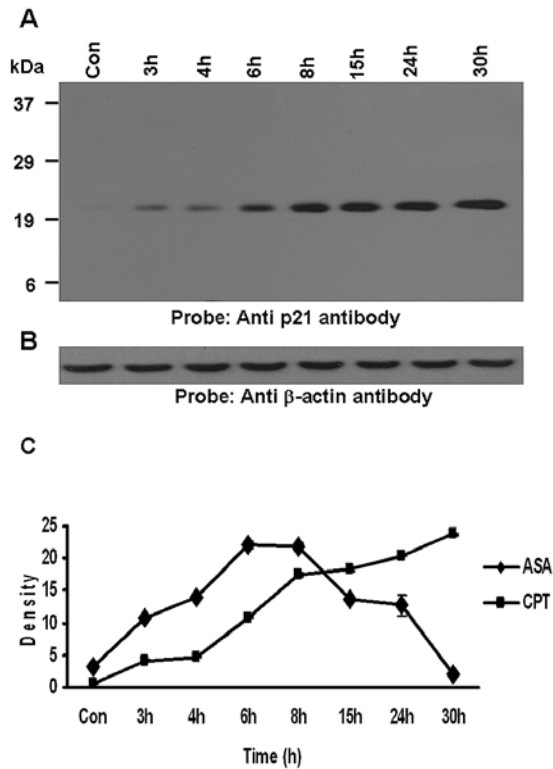 A
kDa Con 3h 4h 6h 8h 15h 24h 30h
37
29
19
6
Probe: Anti p21 antibody
B
Probe: Anti β-actin antibody
C
25
20
15
10
5
0
Density
ASA
CPT
Con 3h 4h 6h 8h 15h 24h 30h
Time (h)